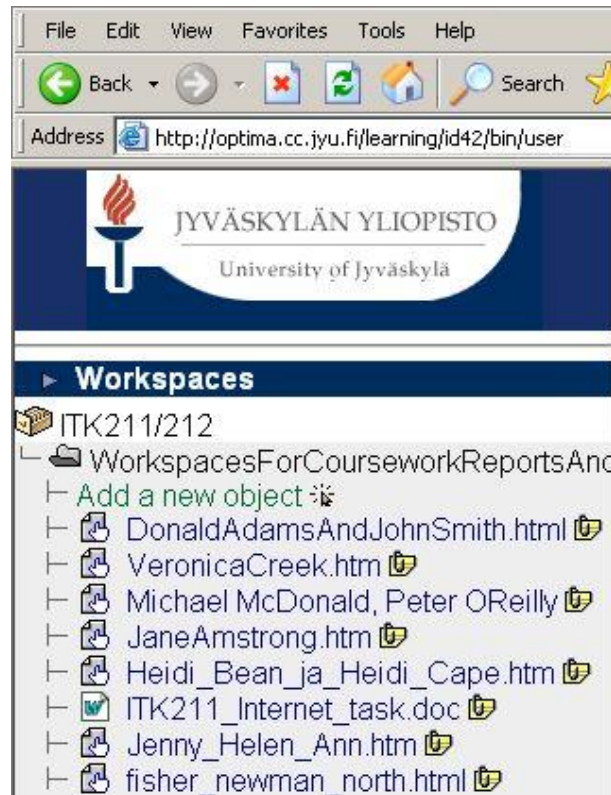 File Edit View Favorites Tools Help
Back Search
Address http://optima.cc.jyu.fi/learning/id42/bin/user
JYVÄSKYLÄN YLIOPISTO
University of Jyväskylä
Workspaces
ITK211/212
WorkspacesForCourseworkReportsAnd
Add a new object
DonaldAdamsAndJohnSmith.html
VeronicaCreek.htm
Michael McDonald, Peter OReilly
JaneAmstrong.htm
Heidi_Bean_ja_Heidi_Cape.htm
ITK211_Internet_task.doc
Jenny_Helen_Ann.htm
fisher_newman_north.html